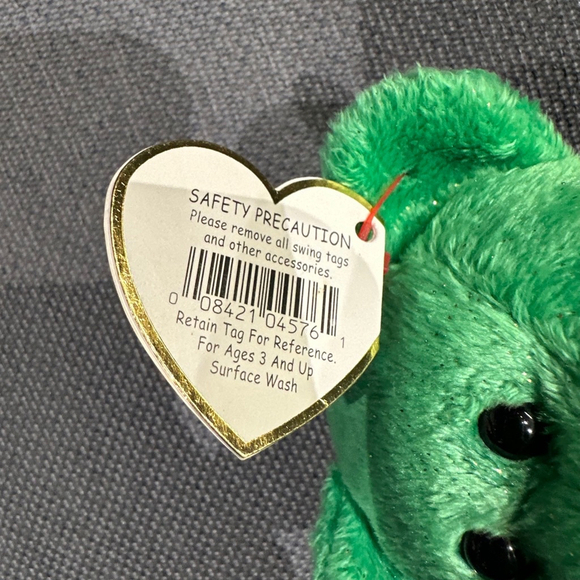 SAFETY PRECAUTION
Please remove all swing tags
and other accessories.
0 08421 04576 1
Retain Tag For Reference.
For Ages 3 And Up
Surface Wash